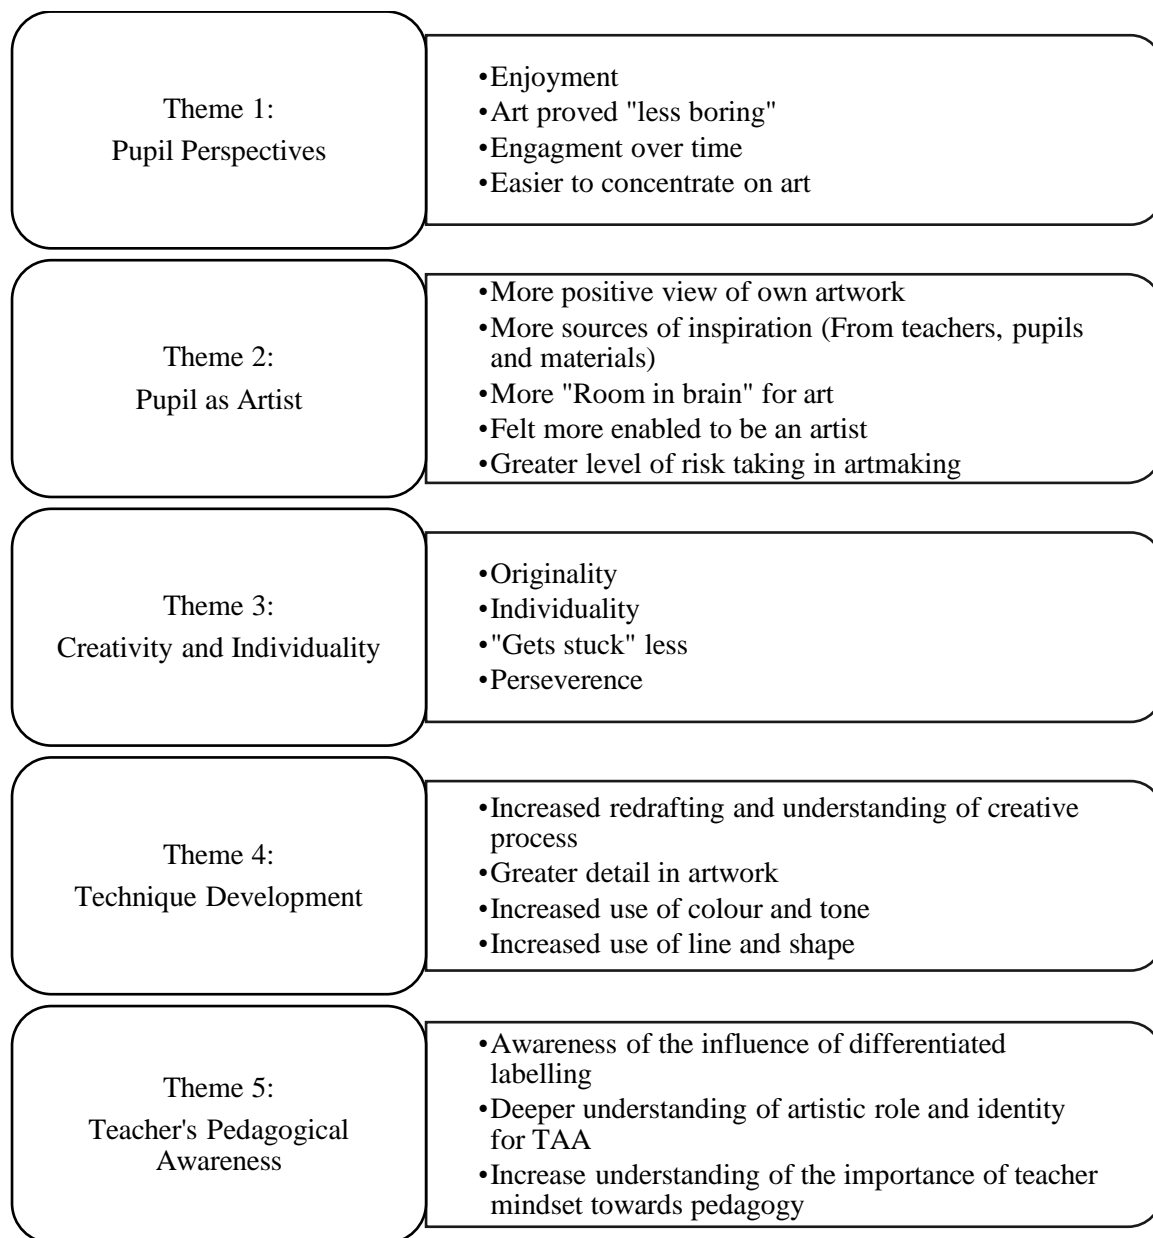 Theme 1:
Pupil Perspectives
•Enjoyment
•Art proved "less boring"
•Engagment over time
•Easier to concentrate on art
Theme 2:
Pupil as Artist
•More positive view of own artwork
•More sources of inspiration (From teachers, pupils
and materials)
•More "Room in brain" for art
•Felt more enabled to be an artist
•Greater level of risk taking in artmaking
Theme 3:
Creativity and Individuality
•Originality
•Individuality
•"Gets stuck" less
•Perseverence
Theme 4:
Technique Development
•Increased redrafting and understanding of creative
process
•Greater detail in artwork
•Increased use of colour and tone
•Increased use of line and shape
Theme 5:
Teacher's Pedagogical
Awareness
•Awareness of the influence of differentiated
labelling
•Deeper understanding of artistic role and identity
for TAA
•Increase understanding of the importance of teacher
mindset towards pedagogy